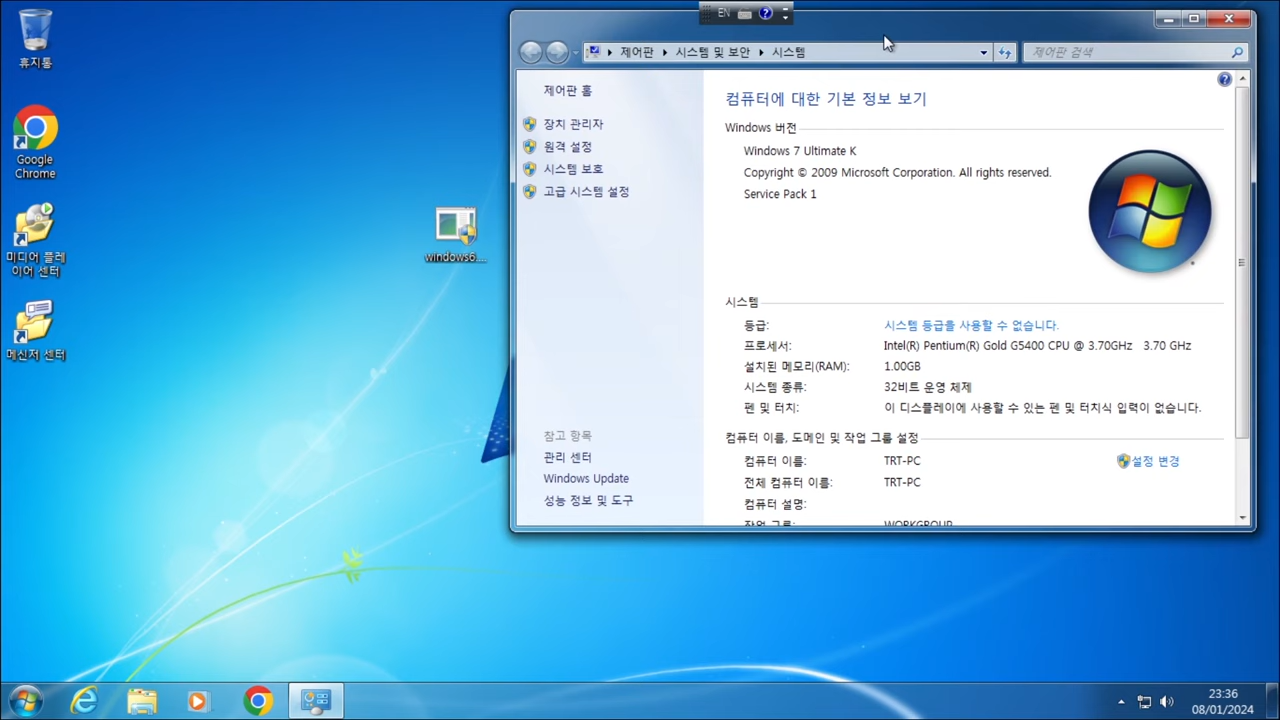 휴지통
Google
Chrome
미디어 플레
이어 센터
메신저 센터
windows6....
EN
제어판
시스템 및 보안
시스템
제어판 검색
제어판 홈
장치 관리자
원격 설정
시스템 보호
고급 시스템 설정
참고 항목
관리 센터
Windows Update
성능 정보 및 도구
컴퓨터에 대한 기본 정보 보기
Windows 버전
Windows 7 Ultimate K
Copyright © 2009 Microsoft Corporation. All rights reserved.
Service Pack 1
시스템
등급: 시스템 등급을 사용할 수 없습니다.
프로세서: Intel(R) Pentium(R) Gold G5400 CPU @ 3.70GHz 3.70 GHz
설치된 메모리(RAM): 1.00GB
시스템 종류: 32비트 운영 체제
펜 및 터치: 이 디스플레이에 사용할 수 있는 펜 및 터치식 입력이 없습니다.
컴퓨터 이름, 도메인 및 작업 그룹 설정
컴퓨터 이름: TRT-PC 설정 변경
전체 컴퓨터 이름: TRT-PC
컴퓨터 설명:
작업 그룹: WORKGROUP
23:36
08/01/2024